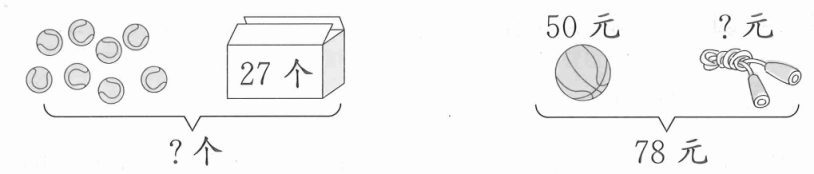 27 个
? 个
50 元
? 元
78 元